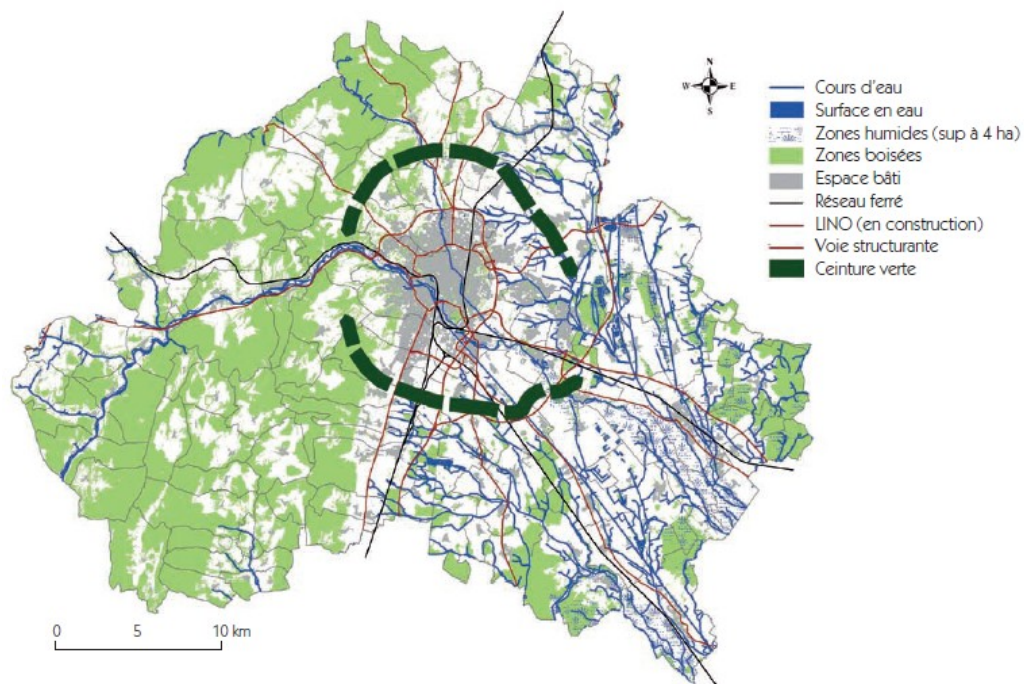 N
W E
S
Cours d'eau
Surface en eau
Zones humides (sup à 4 ha)
Zones boisées
Espace bâti
Réseau ferré
LINO (en construction)
Voie structurante
Ceinture verte
0 5 10 km